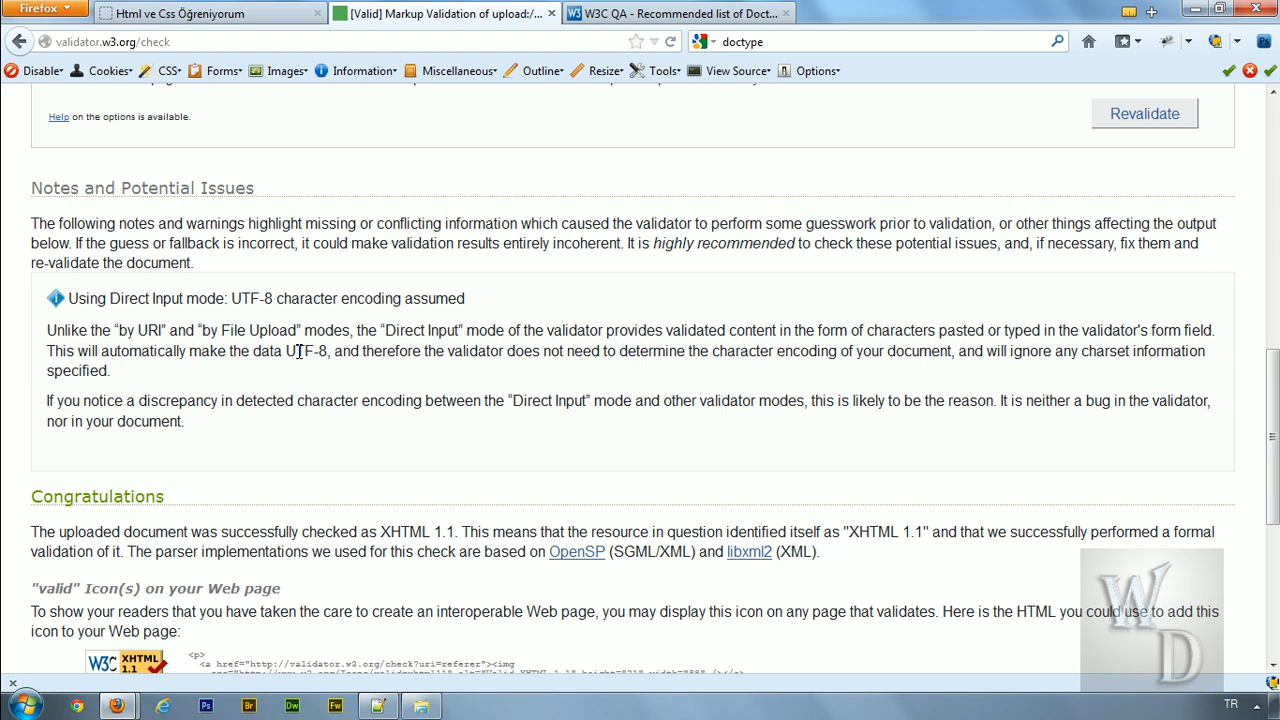 Firefox
Html ve Css Öğreniyorum
[Valid] Markup Validation of upload:/...
W3C QA - Recommended list of Doct...
validator.w3.org/check
doctype
Disable
Cookies
CSS
Forms
Images
Information
Miscellaneous
Outline
Resize
Tools
View Source
Options
Help on the options is available.
Revalidate
Notes and Potential Issues
The following notes and warnings highlight missing or conflicting information which caused the validator to perform some guesswork prior to validation, or other things affecting the output
below. If the guess or fallback is incorrect, it could make validation results entirely incoherent. It is highly recommended to check these potential issues, and, if necessary, fix them and
re-validate the document.
Using Direct Input mode: UTF-8 character encoding assumed
Unlike the “by URI” and “by File Upload” modes, the “Direct Input” mode of the validator provides validated content in the form of characters pasted or typed in the validator's form field.
This will automatically make the data UTF-8, and therefore the validator does not need to determine the character encoding of your document, and will ignore any charset information
specified.
If you notice a discrepancy in detected character encoding between the “Direct Input” mode and other validator modes, this is likely to be the reason. It is neither a bug in the validator,
nor in your document.
Congratulations
The uploaded document was successfully checked as XHTML 1.1. This means that the resource in question identified itself as "XHTML 1.1" and that we successfully performed a formal
validation of it. The parser implementations we used for this check are based on OpenSP (SGML/XML) and libxml2 (XML).
"valid" Icon(s) on your Web page
To show your readers that you have taken the care to create an interoperable Web page, you may display this icon on any page that validates. Here is the HTML you could use to add this
icon to your Web page:
W3C XHTML 1.1
<p>
<a href="http://validator.w3.org/check?uri=referer"><img
W D
Ps
Br
Dw
Fw
TR